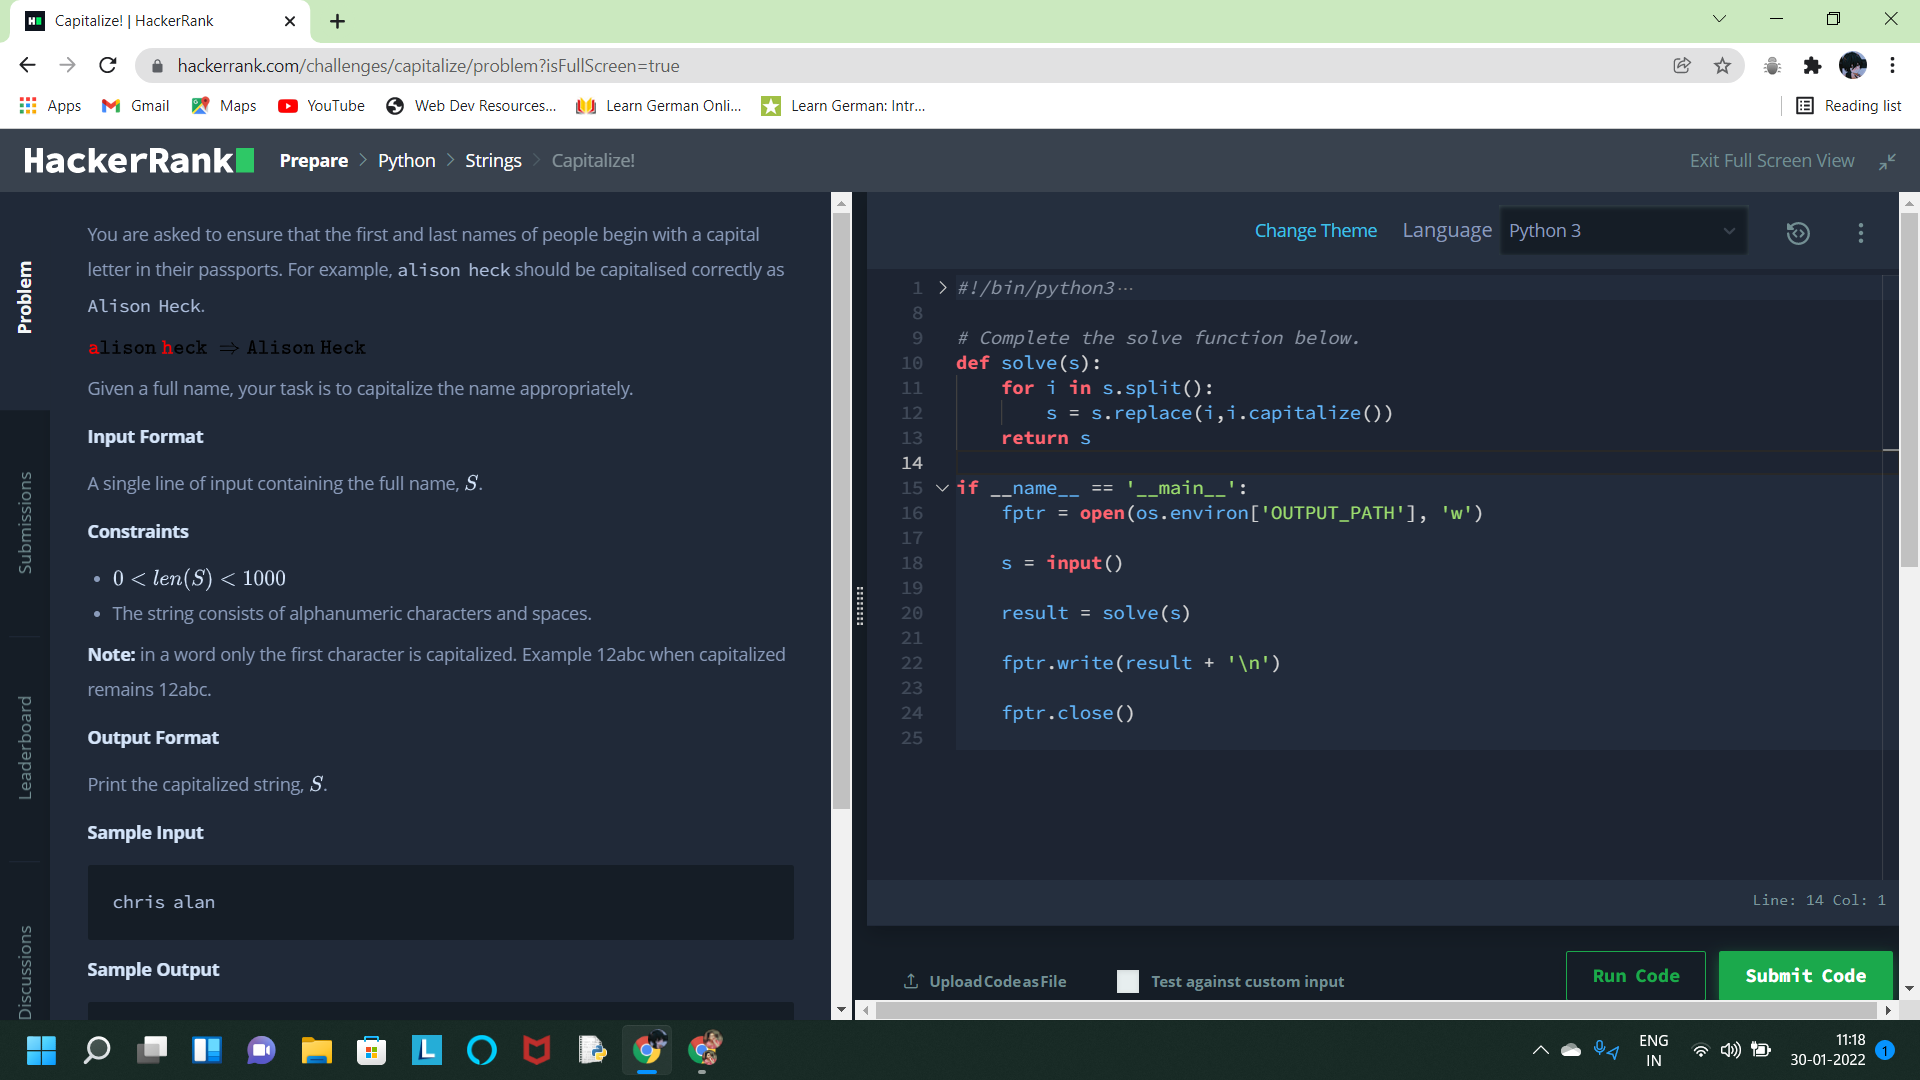 Capitalize! | HackerRank
hackerrank.com/challenges/capitalize/problem?isFullScreen=true
Apps
Gmail
Maps
YouTube
Web Dev Resources...
Learn German Onli...
Learn German: Intr...
Reading list
HackerRank
Prepare > Python > Strings > Capitalize!
Exit Full Screen View
Problem
Submissions
Leaderboard
Discussions
You are asked to ensure that the first and last names of people begin with a capital
letter in their passports. For example, alison heck should be capitalised correctly as
Alison Heck.
alison heck ⇒ Alison Heck
Given a full name, your task is to capitalize the name appropriately.
Input Format
A single line of input containing the full name, S.
Constraints
• 0 < len(S) < 1000
• The string consists of alphanumeric characters and spaces.
Note: in a word only the first character is capitalized. Example 12abc when capitalized
remains 12abc.
Output Format
Print the capitalized string, S.
Sample Input
chris alan
Sample Output
Change Theme
Language
Python 3
1 > #!/bin/python3…
8
9 # Complete the solve function below.
10 def solve(s):
11     for i in s.split():
12         s = s.replace(i,i.capitalize())
13     return s
14
15 if __name__ == '__main__':
16     fptr = open(os.environ['OUTPUT_PATH'], 'w')
17
18     s = input()
19
20     result = solve(s)
21
22     fptr.write(result + '\n')
23
24     fptr.close()
25
Line: 14 Col: 1
Upload Code as File
Test against custom input
Run Code
Submit Code
L
ENG
IN
11:18
30-01-2022
1